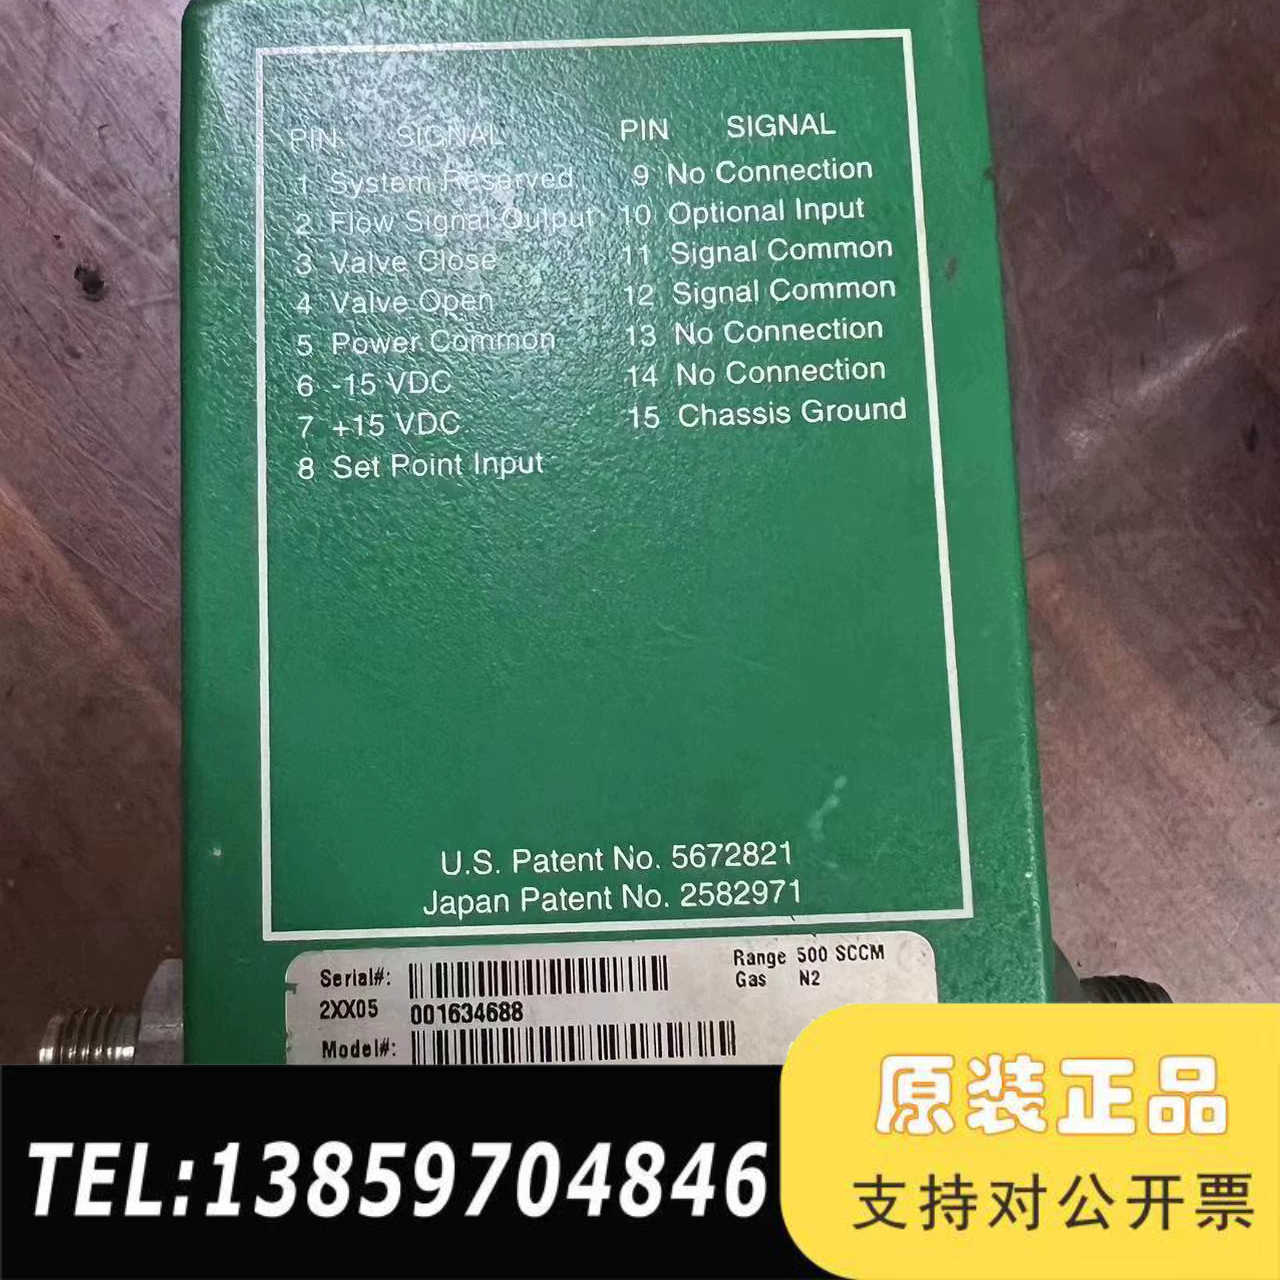 PIN SIGNAL
1 System Reserved
2 Flow Signal Output
3 Valve Close
4 Valve Open
5 Power Common
6 -15 VDC
7 +15 VDC
8 Set Point Input
PIN SIGNAL
9 No Connection
10 Optional Input
11 Signal Common
12 Signal Common
13 No Connection
14 No Connection
15 Chassis Ground
U.S. Patent No. 5672821
Japan Patent No. 2582971
Serial#:
2XX05 001634688
Range 500 SCCM
Gas N2
Model#:
TEL:13859704846
原装正品
支持对公开票